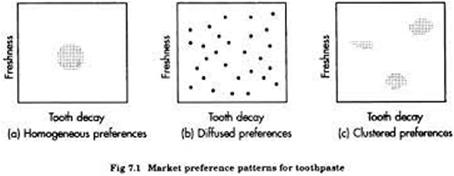 Freshness
Tooth decay
(a) Homogeneous preferences
Freshness
Tooth decay
(b) Diffused preferences
Freshness
Tooth decay
(c) Clustered preferences
Fig 7.1 Market preference patterns for toothpaste